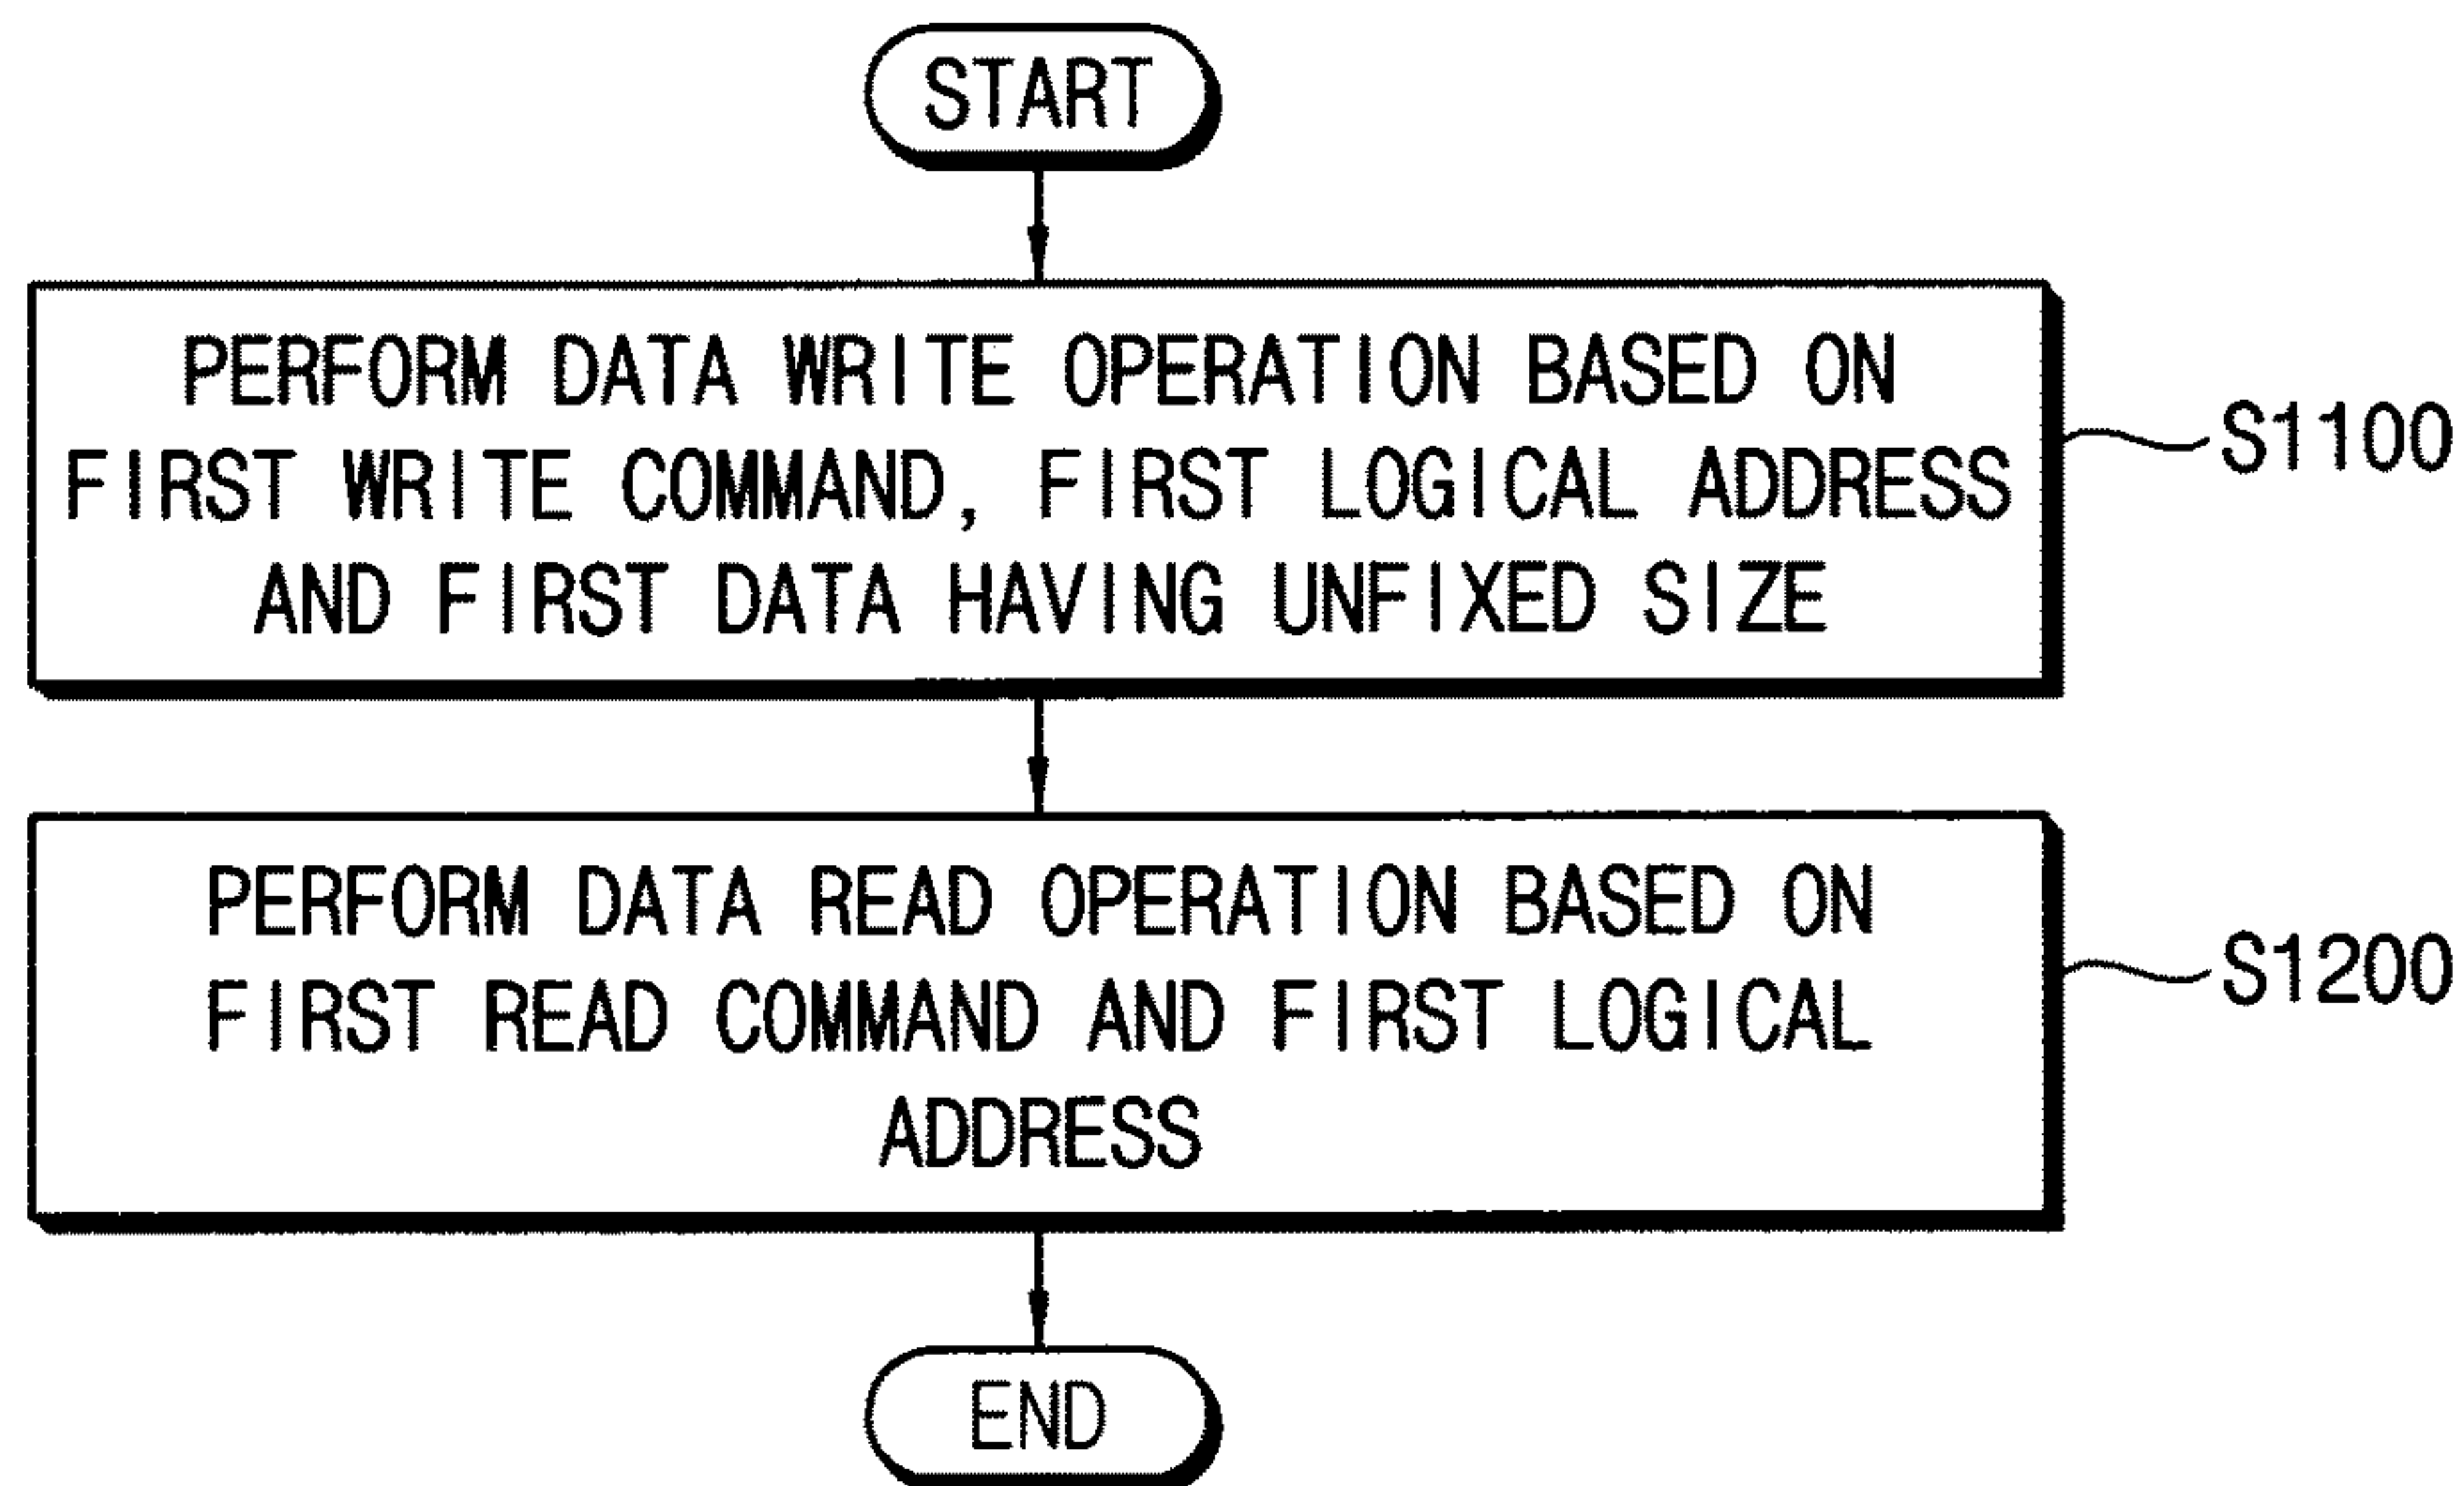 START
PERFORM DATA WRITE OPERATION BASED ON
FIRST WRITE COMMAND, FIRST LOGICAL ADDRESS
AND FIRST DATA HAVING UNFIXED SIZE
S1100
PERFORM DATA READ OPERATION BASED ON
FIRST READ COMMAND AND FIRST LOGICAL
ADDRESS
S1200
END